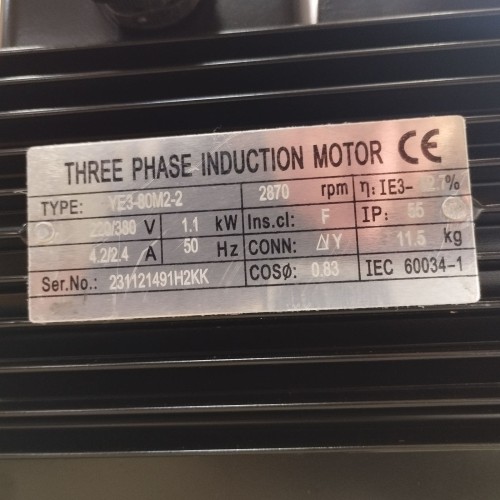 THREE PHASE INDUCTION MOTOR CE
TYPE: YE3-80M2-2 2870 rpm η: IE3- %
220/380 V 1.1 kW Ins.cl: F IP: 55
4.2/2.4 A 50 Hz CONN: Δ/Y 11.5 kg
Ser.No.: 231121491H2KK COSø: 0.83 IEC 60034-1